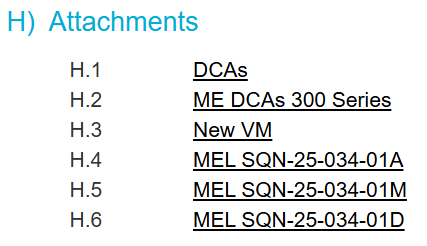 H) Attachments
H.1 DCAs
H.2 ME DCAs 300 Series
H.3 New VM
H.4 MEL SQN-25-034-01A
H.5 MEL SQN-25-034-01M
H.6 MEL SQN-25-034-01D